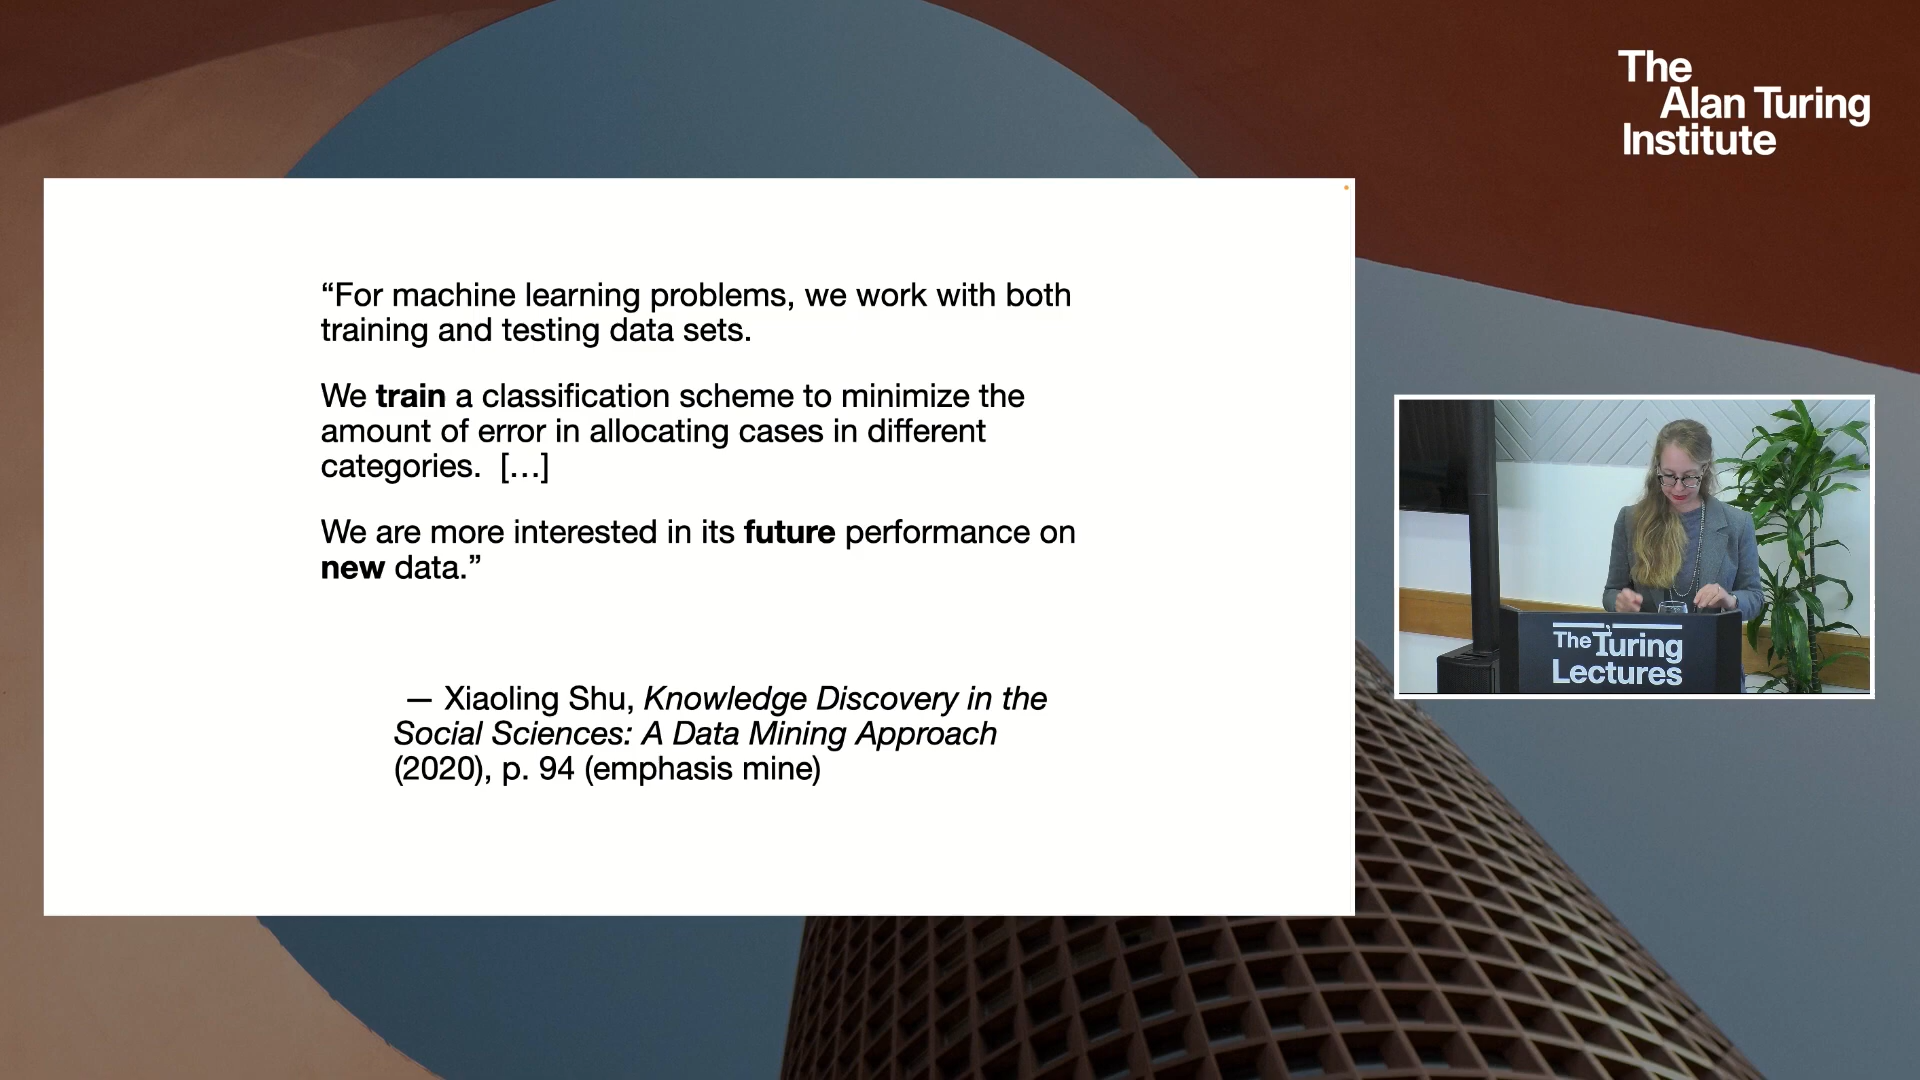 The
Alan Turing
Institute
“For machine learning problems, we work with both
training and testing data sets.
We train a classification scheme to minimize the
amount of error in allocating cases in different
categories.  […]
We are more interested in its future performance on
new data.”
— Xiaoling Shu, Knowledge Discovery in the
Social Sciences: A Data Mining Approach
(2020), p. 94 (emphasis mine)
The Turing
Lectures